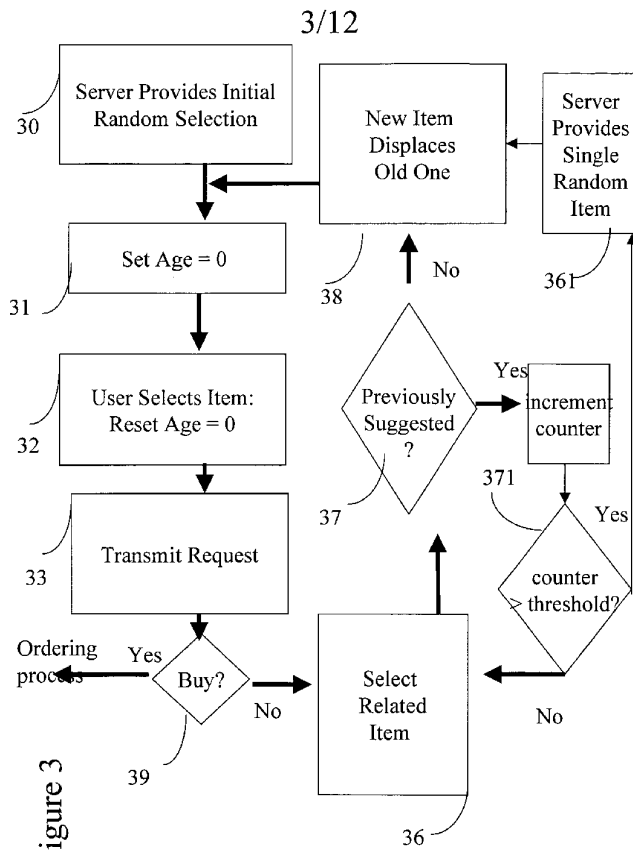 3/12
Server Provides Initial
Random Selection
30
Set Age = 0
31
User Selects Item:
Reset Age = 0
32
Transmit Request
33
Buy?
Yes
No
39
Ordering
process
Select
Related
Item
36
Previously
Suggested
?
37
No
Yes
increment
counter
371
counter
> threshold?
Yes
No
Server
Provides
Single
Random
Item
361
New Item
Displaces
Old One
38
igure 3